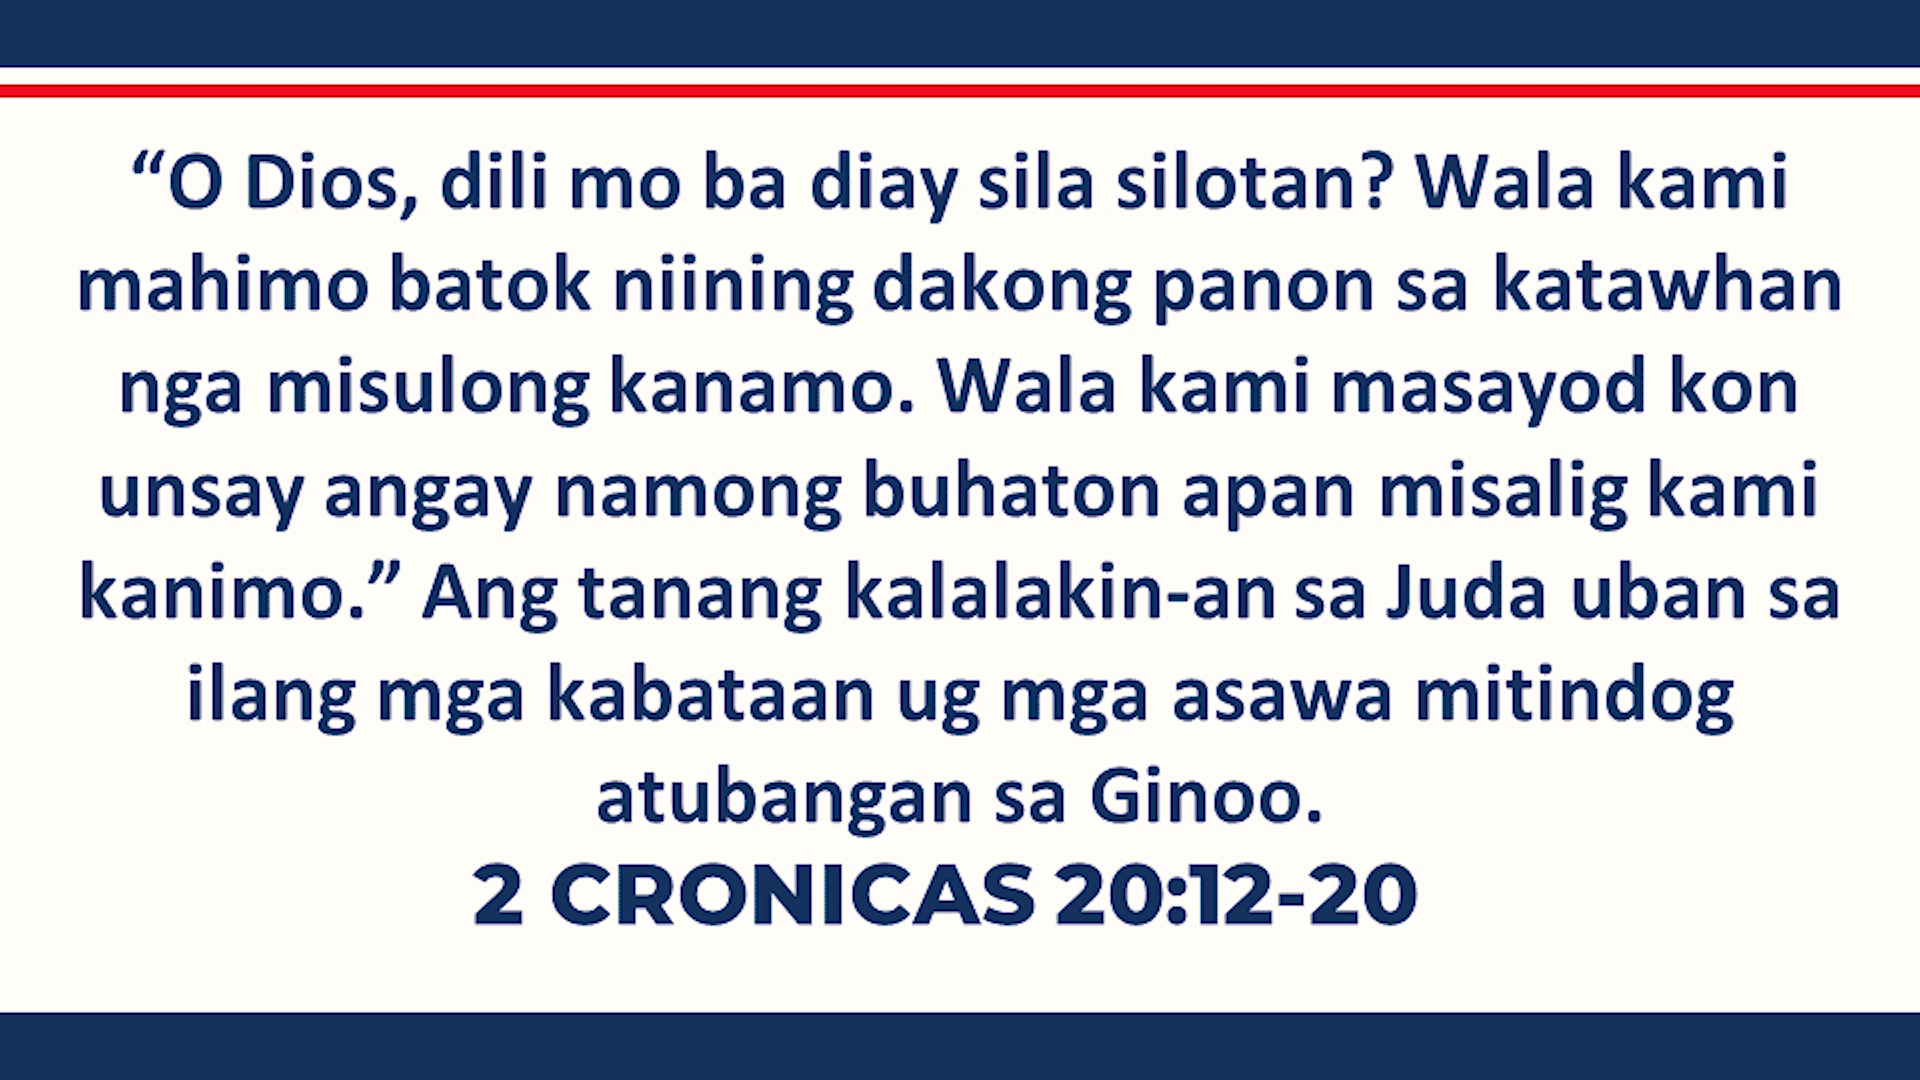 “O Dios, dili mo ba diay sila silotan? Wala kami
mahimo batok niining dakong panon sa katawhan
nga misulong kanamo. Wala kami masayod kon
unsay angay namong buhaton apan misalig kami
kanimo.” Ang tanang kalalakin-an sa Juda uban sa
ilang mga kabataan ug mga asawa mitindog
atubangan sa Ginoo.
2 CRONICAS 20:12-20